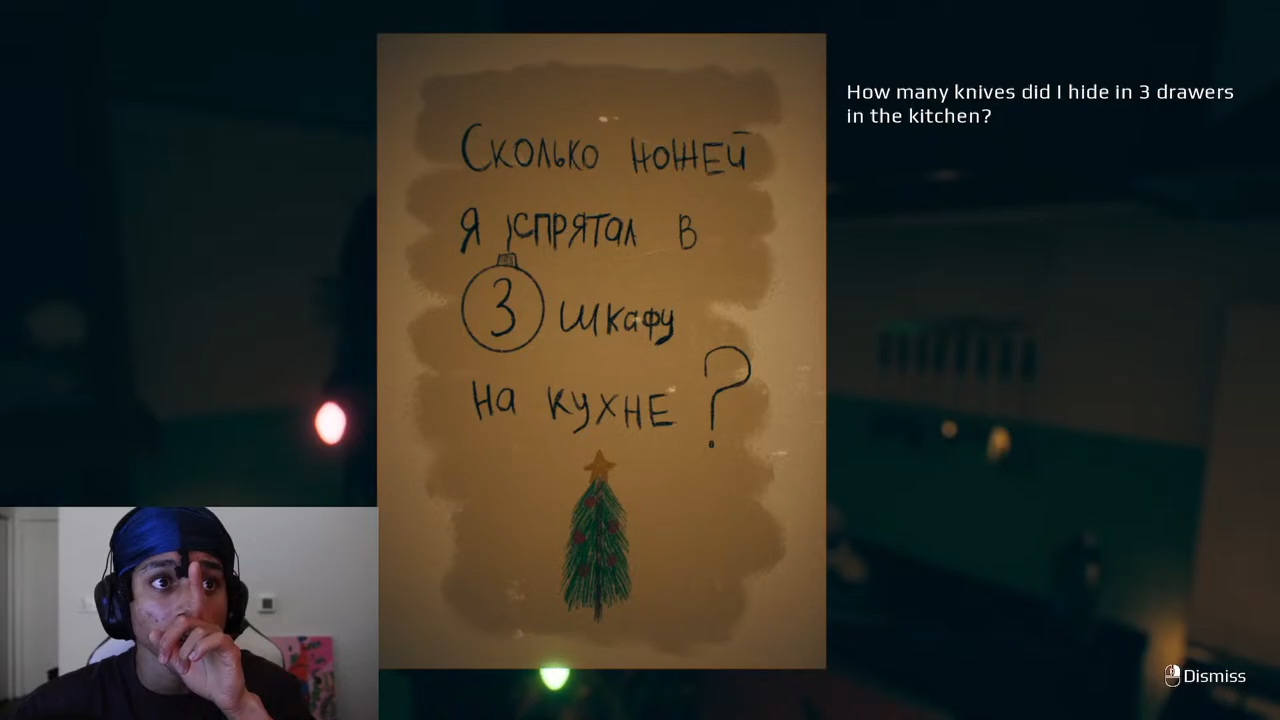 Сколько ножей
я спрятал в
3 шкафу
на кухне?
How many knives did I hide in 3 drawers
in the kitchen?
Dismiss